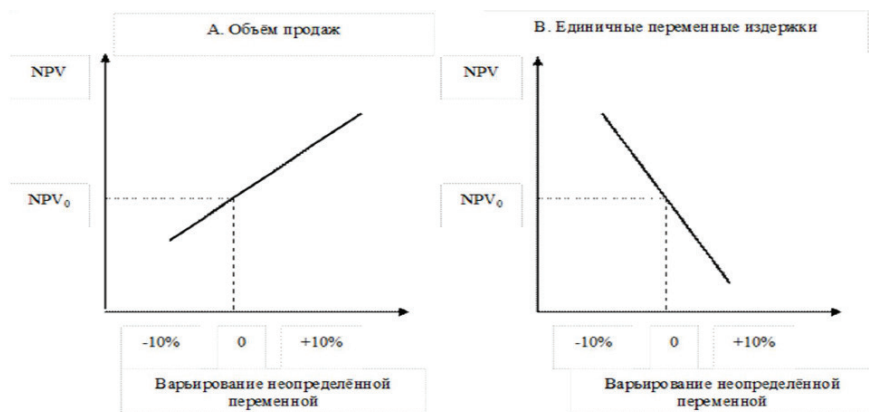 А. Объём продаж
NPV
NPV0
-10%
0
+10%
Варьирование неопределённой
переменной
В. Единичные переменные издержки
NPV
NPV0
-10%
0
+10%
Варьирование неопределённой
переменной